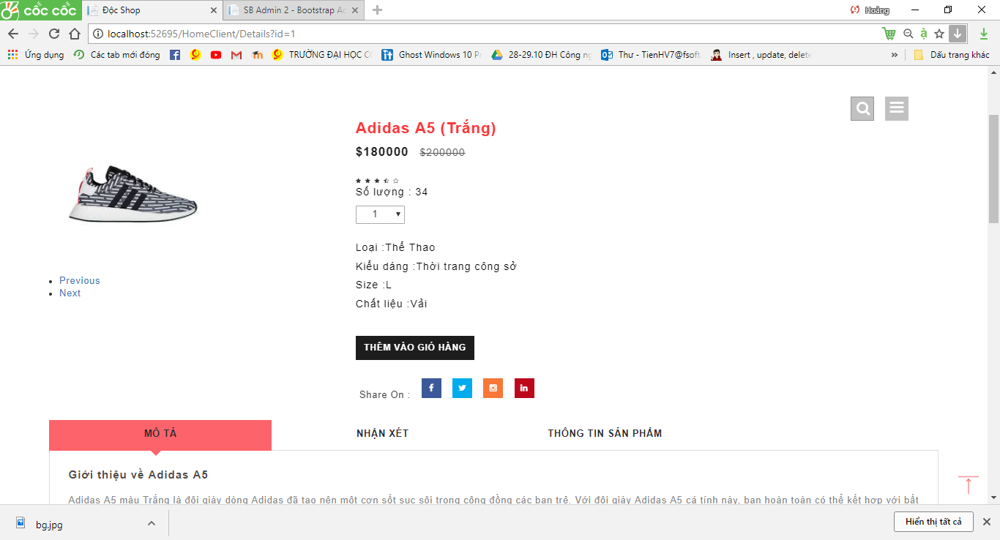 cốc cốc
Độc Shop
SB Admin 2 - Bootstrap Ad
Hoàng
localhost:52695/HomeClient/Details?id=1
Ứng dụng
Các tab mới đóng
TRƯỜNG ĐẠI HỌC C
Ghost Windows 10 P
28-29.10 ĐH Công ng
Thư - TienHV7@fsoft
Insert , update, delete
»
Dấu trang khác
Adidas A5 (Trắng)
$180000 $200000
Số lượng : 34
1
Loại :Thể Thao
Kiểu dáng :Thời trang công sở
Size :L
Chất liệu :Vải
Previous
Next
THÊM VÀO GIỎ HÀNG
Share On :
MÔ TẢ
NHẬN XÉT
THÔNG TIN SẢN PHẨM
Giới thiệu về Adidas A5
Adidas A5 màu Trắng là đôi giày dòng Adidas đã tạo nên một cơn sốt sục sôi trong cộng đồng các bạn trẻ. Với đôi giày Adidas A5 cá tính này, bạn hoàn toàn có thể kết hợp với bất
bg.jpg
Hiển thị tất cả